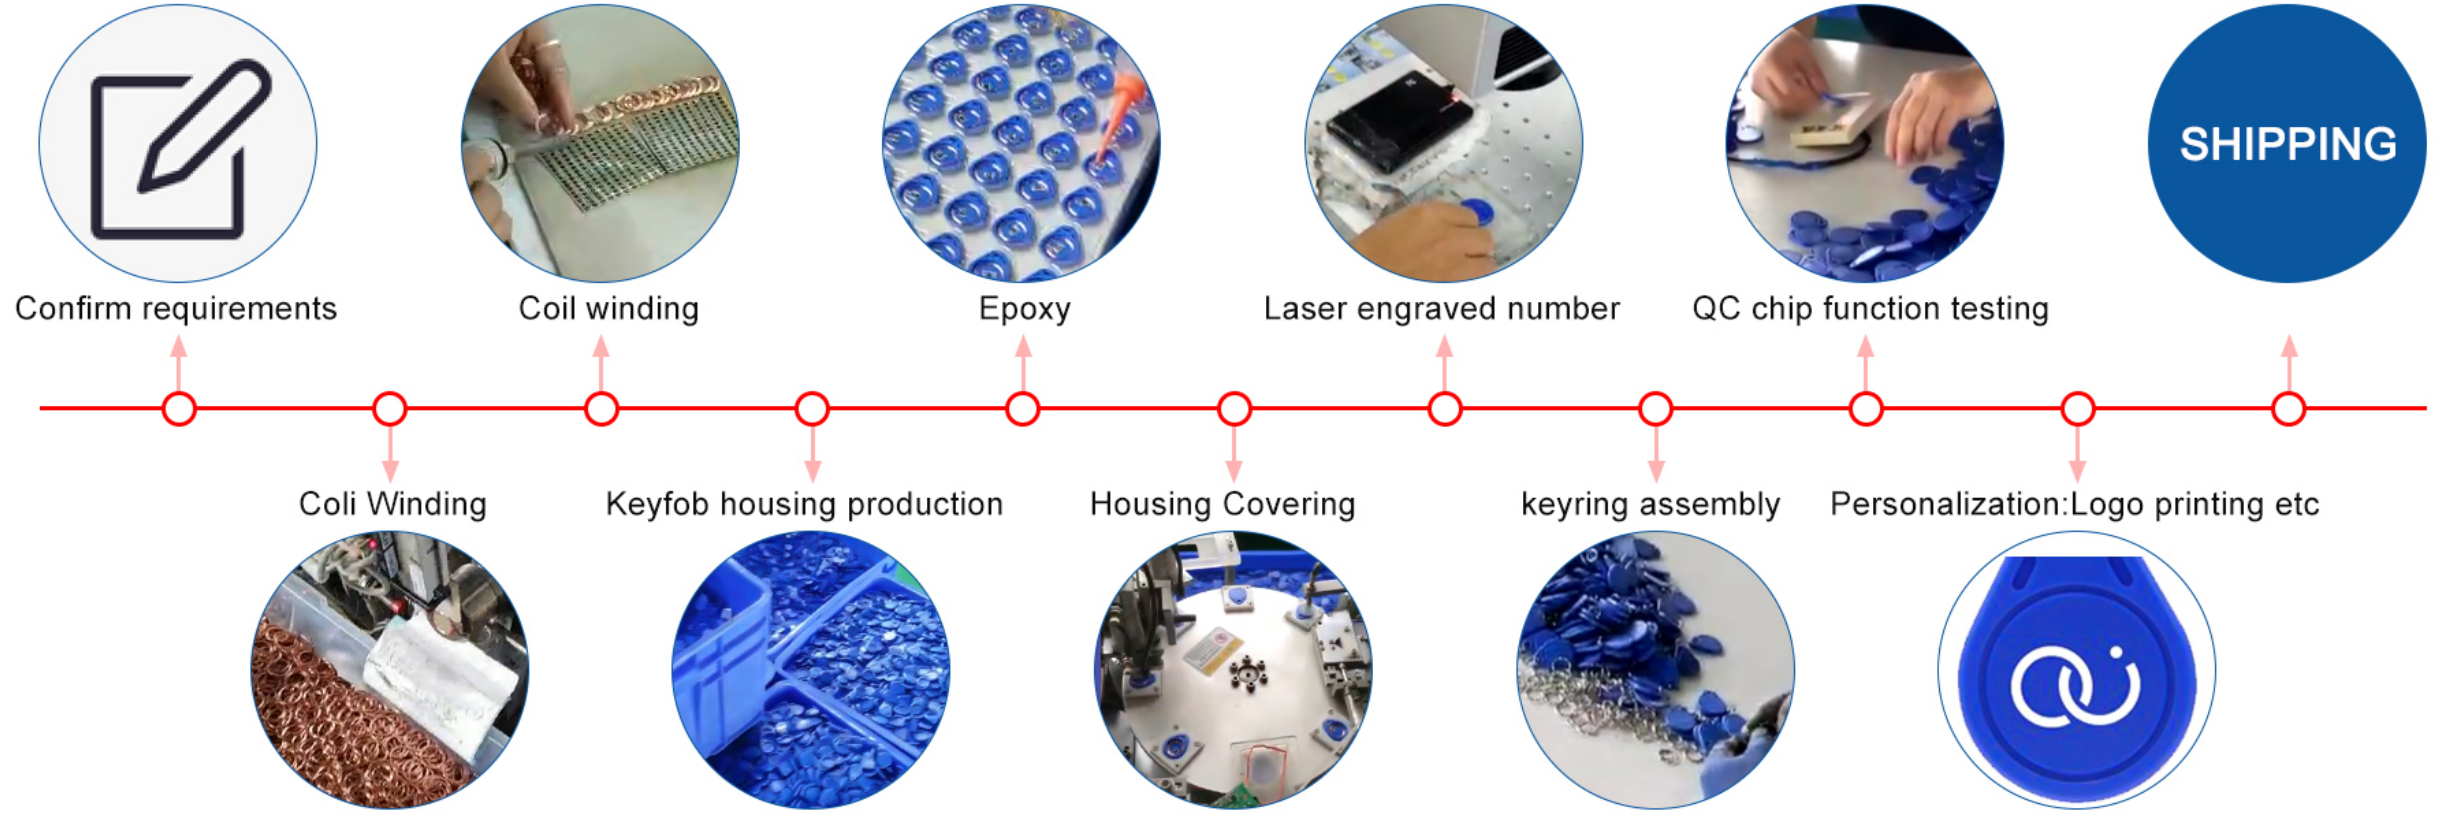 SHIPPING
Confirm requirements
Coil winding
Epoxy
Laser engraved number
QC chip function testing
Coli Winding
Keyfob housing production
Housing Covering
keyring assembly
Personalization:Logo printing etc